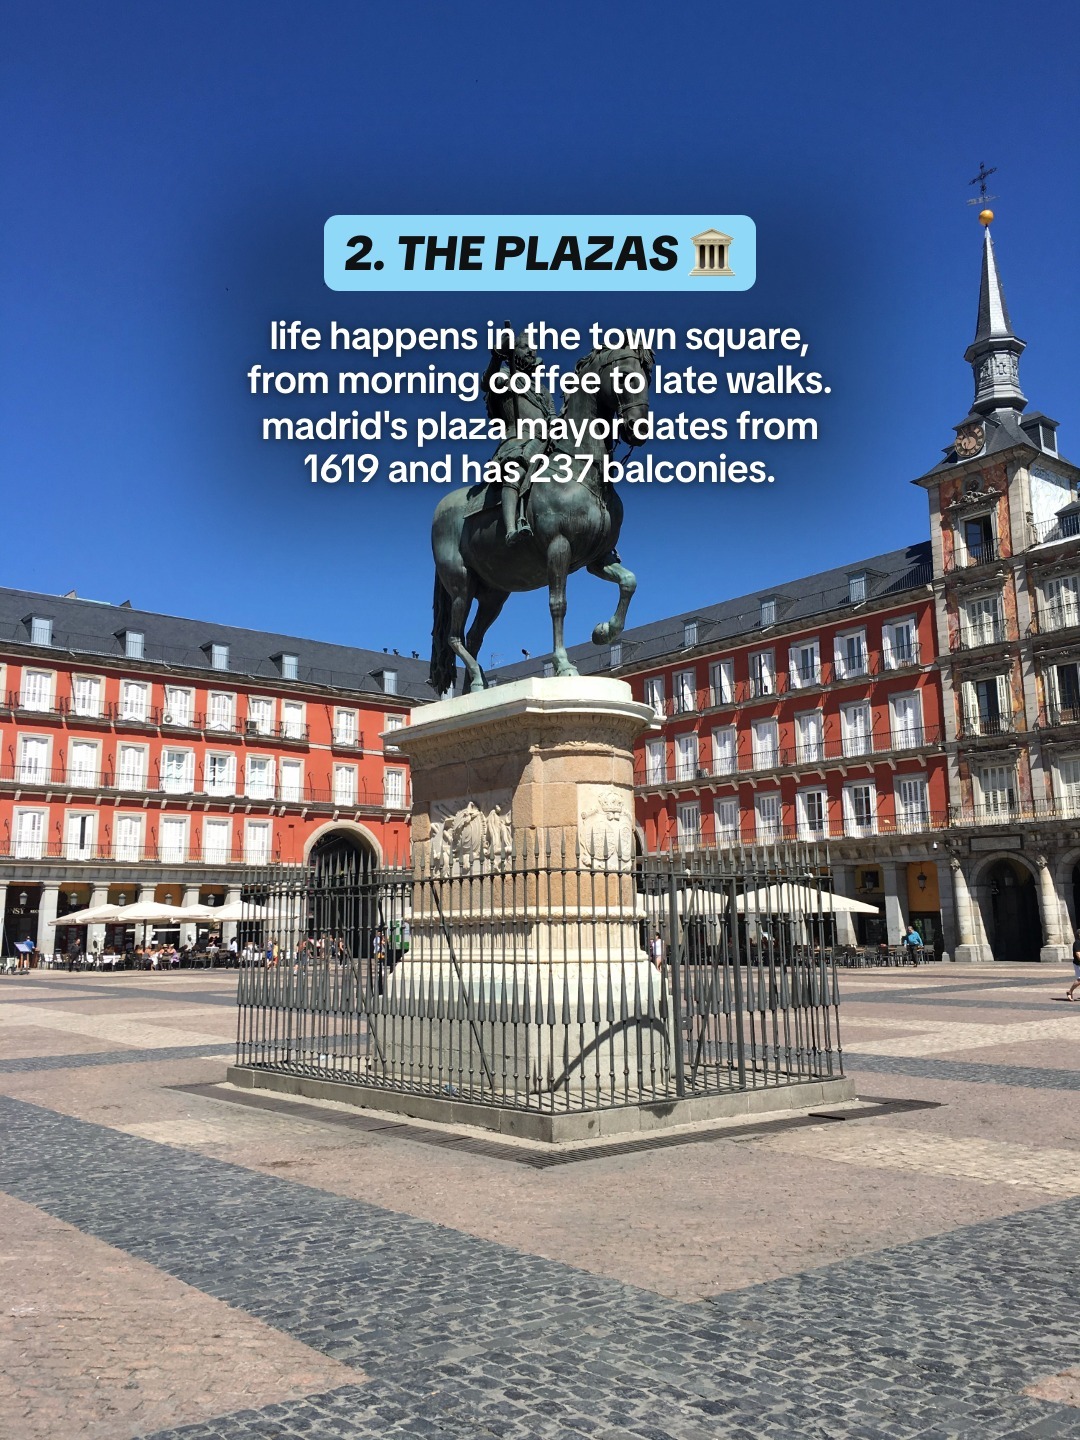 2. THE PLAZAS 🏛️
life happens in the town square,
from morning coffee to late walks.
madrid's plaza mayor dates from
1619 and has 237 balconies.